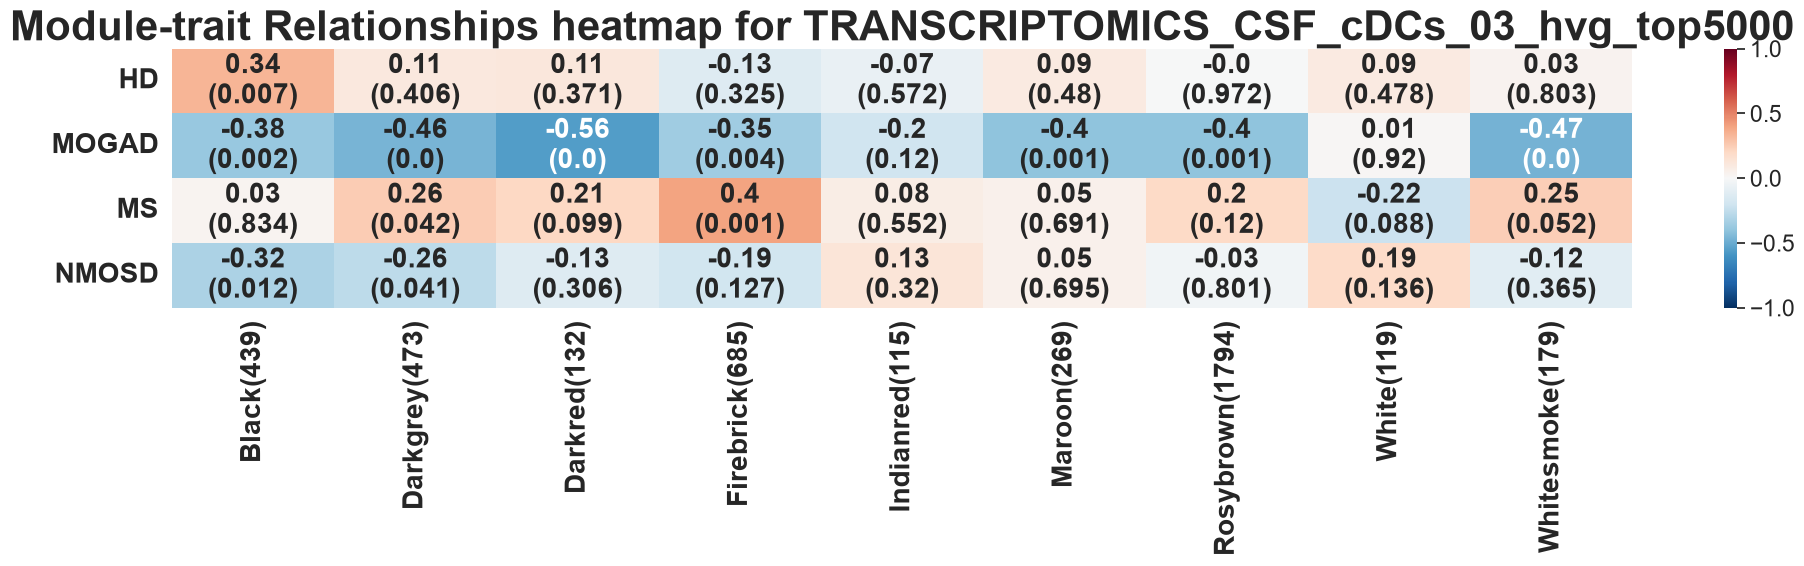 Module-trait Relationships heatmap for TRANSCRIPTOMICS_CSF_cDCs_03_hvg_top5000
HD
0.34 0.11 0.11 -0.13 -0.07 0.09 -0.0 0.09 0.03
(0.007) (0.406) (0.371) (0.325) (0.572) (0.48) (0.972) (0.478) (0.803)
MOGAD
-0.38 -0.46 -0.56 -0.35 -0.2 -0.4 -0.4 0.01 -0.47
(0.002) (0.0) (0.0) (0.004) (0.12) (0.001) (0.001) (0.92) (0.0)
MS
0.03 0.26 0.21 0.4 0.08 0.05 0.2 -0.22 0.25
(0.834) (0.042) (0.099) (0.001) (0.552) (0.691) (0.12) (0.088) (0.052)
NMOSD
-0.32 -0.26 -0.13 -0.19 0.13 0.05 -0.03 0.19 -0.12
(0.012) (0.041) (0.306) (0.127) (0.32) (0.695) (0.801) (0.136) (0.365)
Black(439)
Darkgrey(473)
Darkred(132)
Firebrick(685)
Indianred(115)
Maroon(269)
Rosybrown(1794)
White(119)
Whitesmoke(179)
1.0
0.5
0.0
−0.5
−1.0